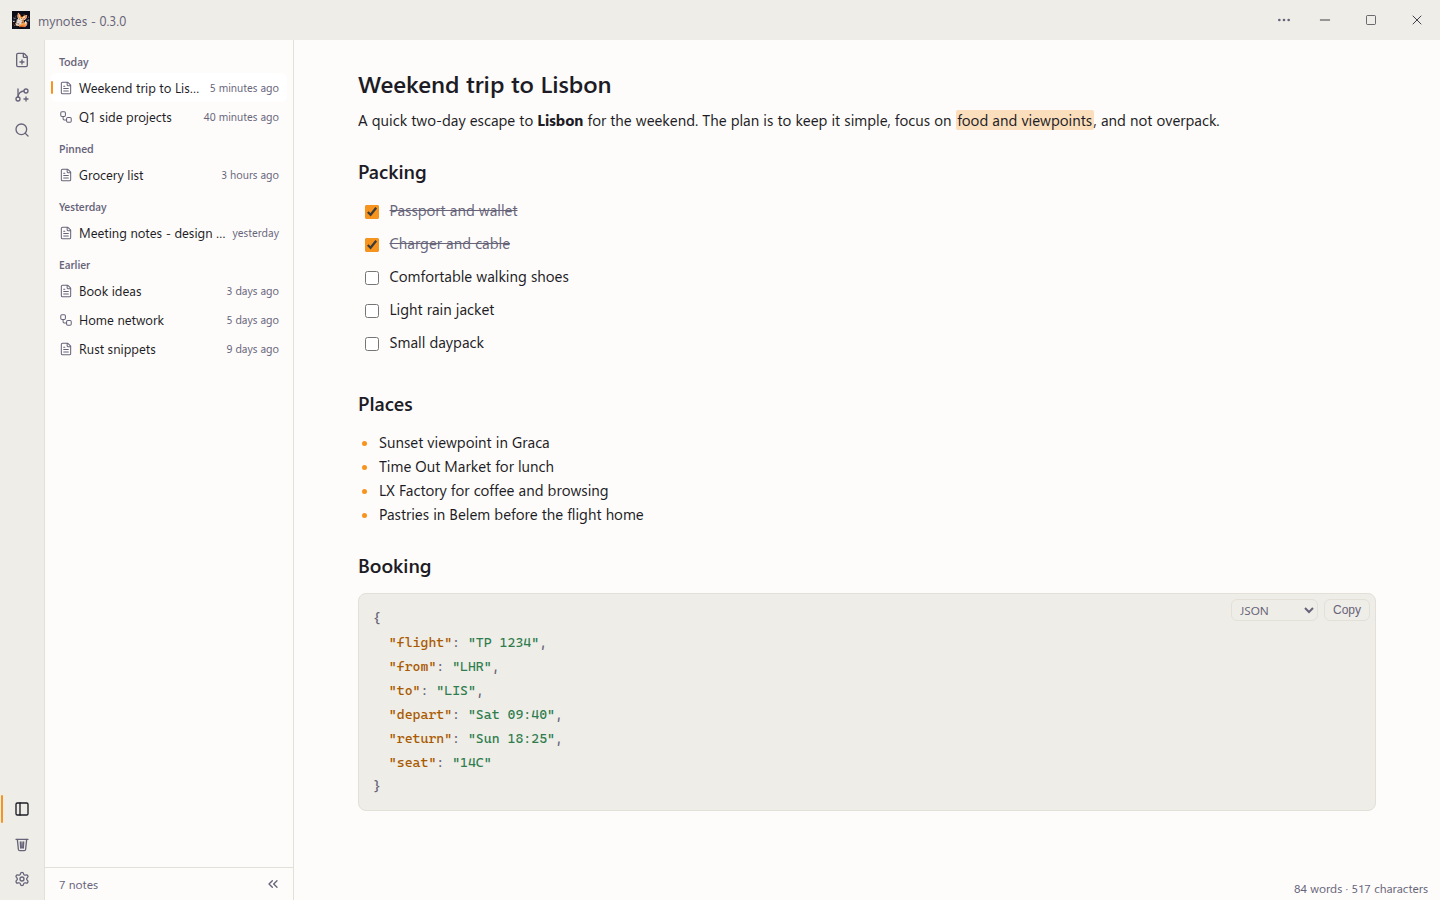 mynotes - 0.3.0
Today
Weekend trip to Lis... 5 minutes ago
Q1 side projects 40 minutes ago
Pinned
Grocery list 3 hours ago
Yesterday
Meeting notes - design ... yesterday
Earlier
Book ideas 3 days ago
Home network 5 days ago
Rust snippets 9 days ago
7 notes
Weekend trip to Lisbon
A quick two-day escape to Lisbon for the weekend. The plan is to keep it simple, focus on food and viewpoints, and not overpack.
Packing
Passport and wallet
Charger and cable
Comfortable walking shoes
Light rain jacket
Small daypack
Places
Sunset viewpoint in Graca
Time Out Market for lunch
LX Factory for coffee and browsing
Pastries in Belem before the flight home
Booking
JSON Copy
{
"flight": "TP 1234",
"from": "LHR",
"to": "LIS",
"depart": "Sat 09:40",
"return": "Sun 18:25",
"seat": "14C"
}
84 words · 517 characters